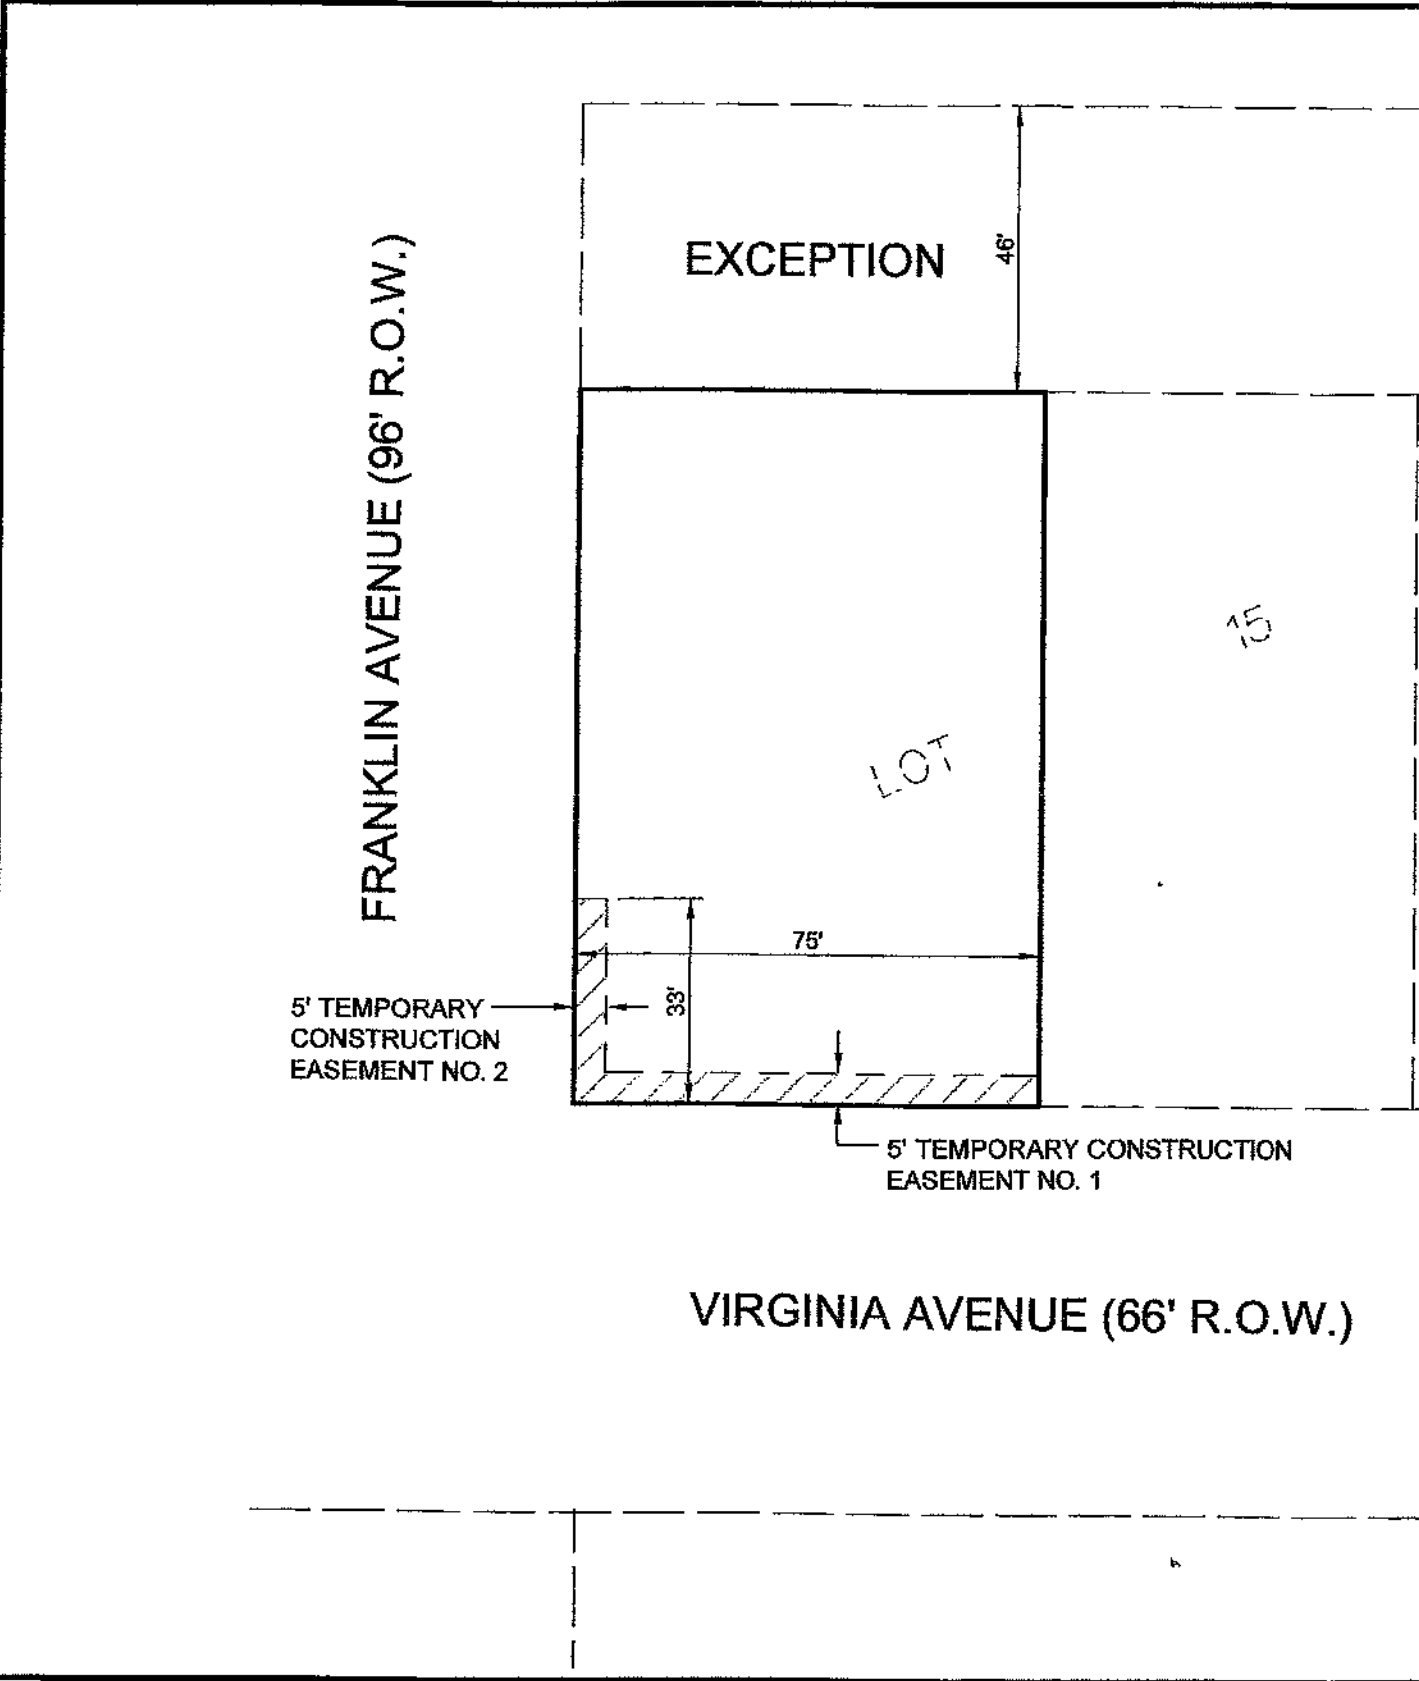 EXCEPTION
46'
FRANKLIN AVENUE (96' R.O.W.)
15
LOT
75'
33'
5' TEMPORARY
CONSTRUCTION
EASEMENT NO. 2
5' TEMPORARY CONSTRUCTION
EASEMENT NO. 1
VIRGINIA AVENUE (66' R.O.W.)